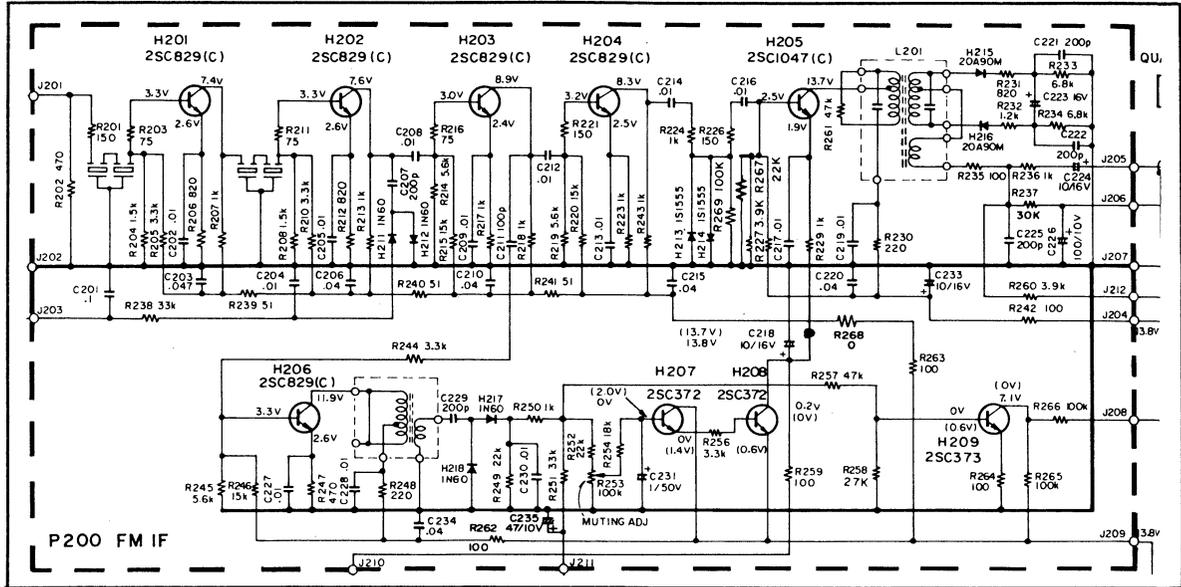 H201
2SC829(C)
H202
2SC829(C)
H203
2SC829(C)
H204
2SC829(C)
H205
2SC1047(C)
L201
H215
20A90M
C221 200p
R233
6.8k
QU
J201
3.3V
7.4V
2.6V
3.3V
7.6V
2.6V
3.0V
8.9V
2.4V
3.2V
8.3V
2.5V
C214
.01
C216
.01
2.5V
13.7V
1.9V
R261 47k
R231
820
C223 16V
R232
1.2k
R234 6.8k
H216
20A90M
C222
200p
R201
150
R203
75
R211
75
C208
.01
R216
75
R221
150
R224
1k
R226
150
R202 470
R204 1.5k
R205 3.3k
C202 .01
R206 820
R207 1k
R208 1.5k
R210 3.3k
C205 .01
R212 820
R213 1k
H211 1N60
C207
200p
H212 1N60
R214 5.6k
R215 15k
C209 .01
R217 1k
C211 100p
R218 1k
C212
.01
R219 5.6k
R220 15k
C213 .01
R223 1k
R243 1k
H213 1S1555
H214 1S1555
R269 100K
R267
22K
R227 3.9K
C217 .01
R229 1k
C219 .01
R230
220
R235 100
R236 1k
C224
10/16V
J205
R237
30K
J206
C225
200p
C226
100/10V
J202
J207
C201
.1
C203
.047
C204
.01
C206
.04
C210
.04
C215
.04
C220
.04
C233
10/16V
R239 51
R240 51
R241 51
R260 3.9k
J212
J203
R238 33k
R242 100
J204
13.8V
R244 3.3k
(13.7V)
13.8V
C218
10/16V
R268
0
R263
100
H206
2SC829(C)
11.9V
3.3V
2.6V
C229
200p
H217
1N60
R250 1k
(2.0V)
0V
H207
2SC372
H208
2SC372
R257 47k
0.2V
(0V)
(0V)
7.1V
R266 100k
J208
0V
(0.6V)
H209
2SC373
0V
(1.4V)
R256
3.3k
(0.6V)
R245
5.6k
R246
15k
C227
.01
R247
470
C228 .01
R248
220
H218
1N60
R249 22k
C230 .01
R251 33k
R252
22k
R254 18k
R253
100k
C231
1/50V
R259
100
R258
27K
R264
100
R265
100k
MUTING ADJ
C234
.04
R262
100
C235
47/10V
P200 FM IF
J209
13.8V
J210
J211